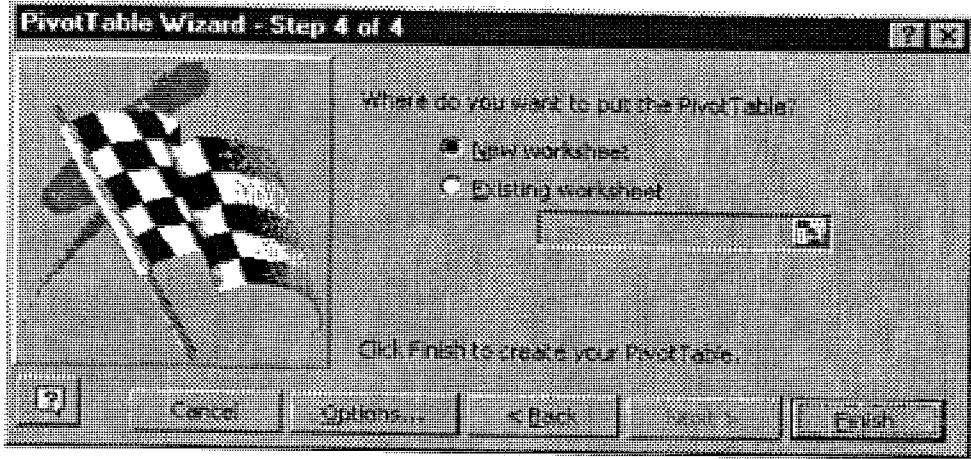 PivotTable Wizard - Step 4 of 4
Where do you want to put the PivotTable?
New worksheet
Existing worksheet
Click Finish to create your PivotTable.
Cancel
Options...
< Back
Next >
Finish